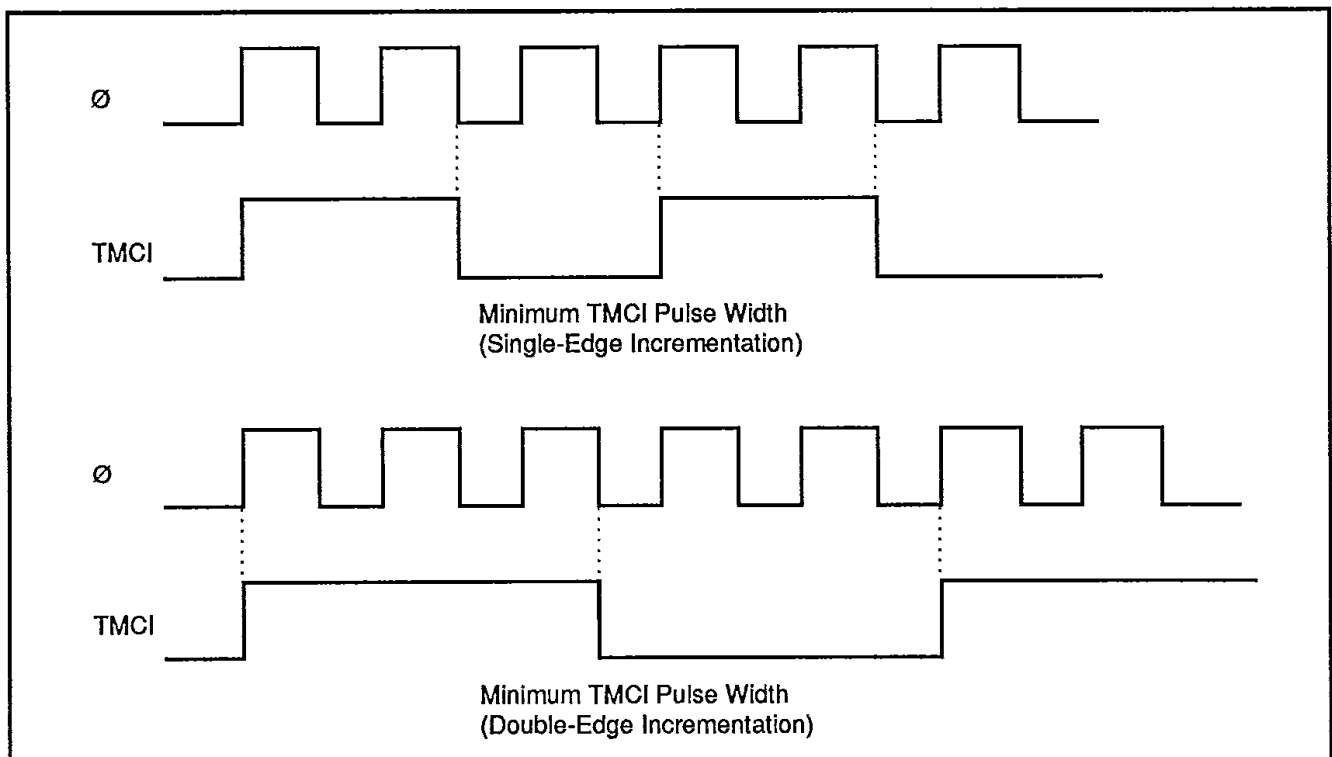 Ø
TMCI
Minimum TMCI Pulse Width
(Single-Edge Incrementation)
Ø
TMCI
Minimum TMCI Pulse Width
(Double-Edge Incrementation)